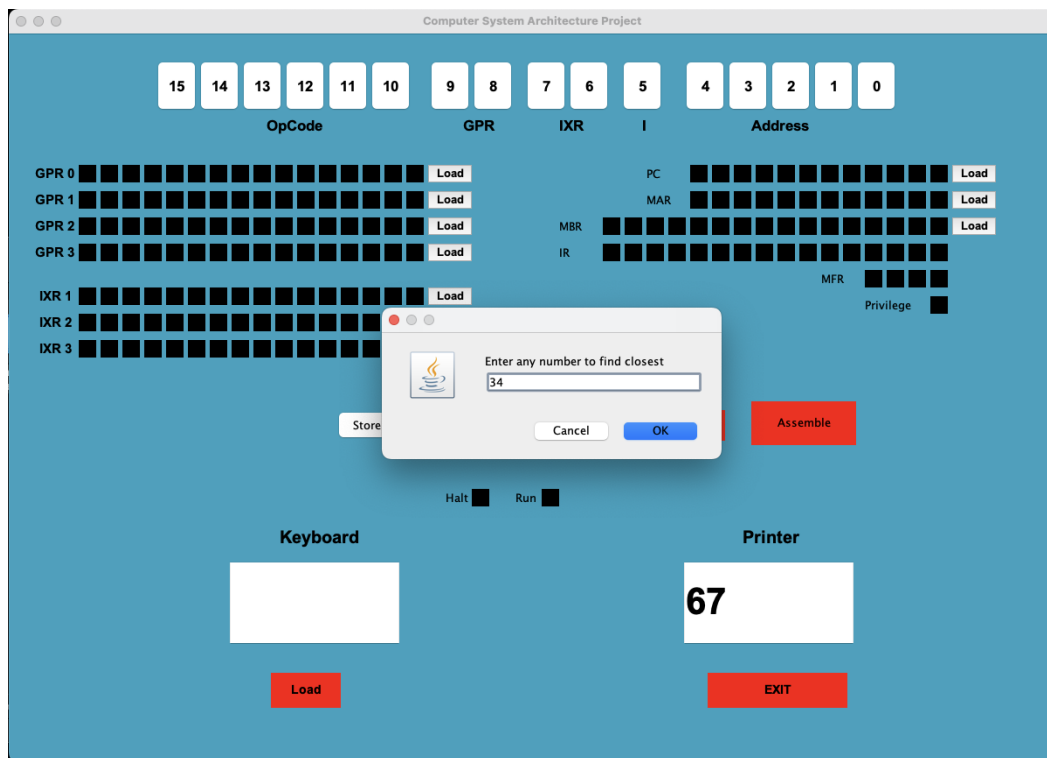 Computer System Architecture Project
15 14 13 12 11 10 9 8 7 6 5 4 3 2 1 0
OpCode GPR IXR I Address
GPR 0 Load PC Load
GPR 1 Load MAR Load
GPR 2 Load MBR Load
GPR 3 Load IR
MFR
IXR 1 Load
Privilege
IXR 2
IXR 3
Enter any number to find closest
34
Cancel OK
Store Assemble
Halt Run
Keyboard Printer
67
Load EXIT